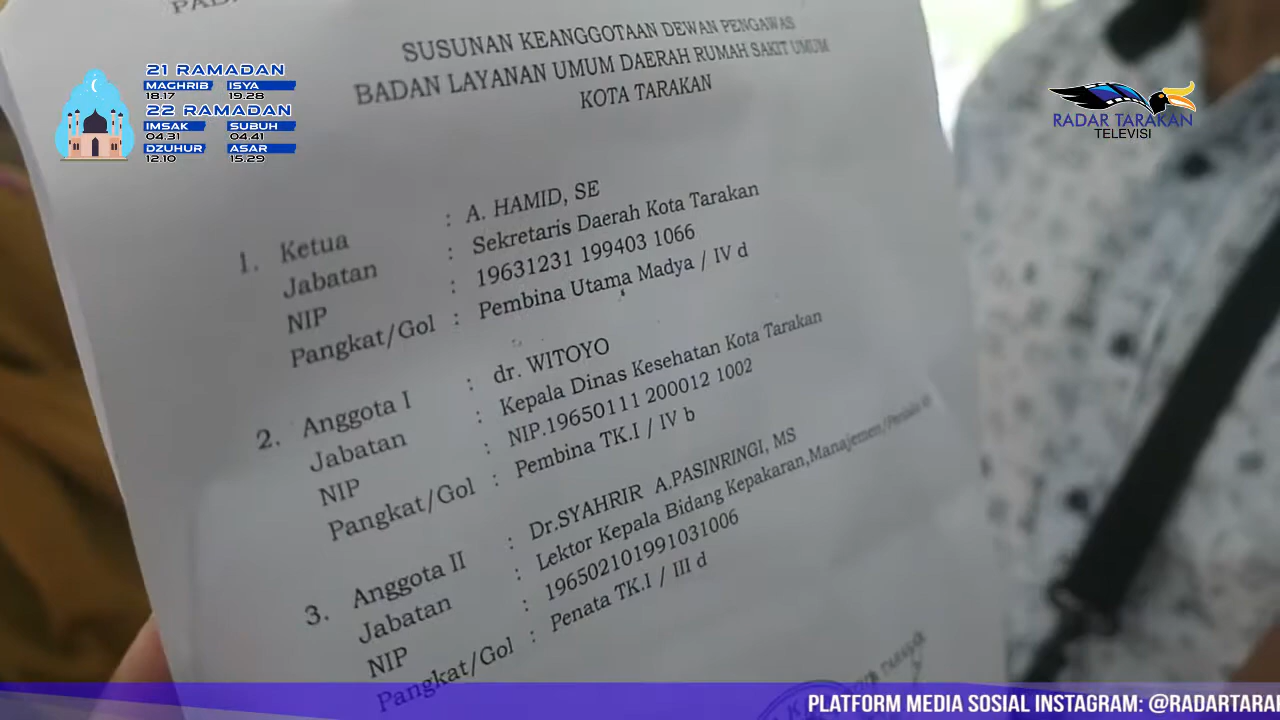 SUSUNAN KEANGGOTAAN DEWAN PENGAWAS
BADAN LAYANAN UMUM DAERAH RUMAH SAKIT UMUM
KOTA TARAKAN
21 RAMADAN
MAGHRIB ISYA
18.17 19.28
22 RAMADAN
IMSAK SUBUH
04.31 04.41
DZUHUR ASAR
12.10 15.29
RADAR TARAKAN
TELEVISI
1. Ketua : A. HAMID, SE
Jabatan : Sekretaris Daerah Kota Tarakan
NIP : 19631231 199403 1066
Pangkat/Gol : Pembina Utama Madya / IV d
2. Anggota I : dr. WITOYO
Jabatan : Kepala Dinas Kesehatan Kota Tarakan
NIP : NIP.19650111 200012 1002
Pangkat/Gol : Pembina TK.I / IV b
3. Anggota II : Dr.SYAHRIR A.PASINRINGI, MS
Jabatan : Lektor Kepala Bidang Kepakaran,Manajemen/
NIP : 196502101991031006
Pangkat/Gol : Penata TK.I / III d
PLATFORM MEDIA SOSIAL INSTAGRAM: @RADARTARAK